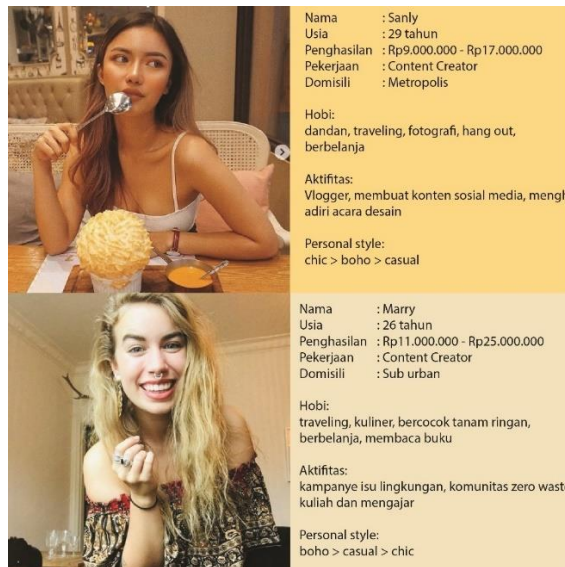 Nama : Sanly
Usia : 29 tahun
Penghasilan : Rp9.000.000 - Rp17.000.000
Pekerjaan : Content Creator
Domisili : Metropolis
Hobi:
dandan, traveling, fotografi, hang out,
berbelanja
Aktifitas:
Vlogger, membuat konten sosial media, mengh
adiri acara desain
Personal style:
chic > boho > casual
Nama : Marry
Usia : 26 tahun
Penghasilan : Rp11.000.000 - Rp25.000.000
Pekerjaan : Content Creator
Domisili : Sub urban
Hobi:
traveling, kuliner, bercocok tanam ringan,
berbelanja, membaca buku
Aktifitas:
kampanye isu lingkungan, komunitas zero wast
kuliah dan mengajar
Personal style:
boho > casual > chic